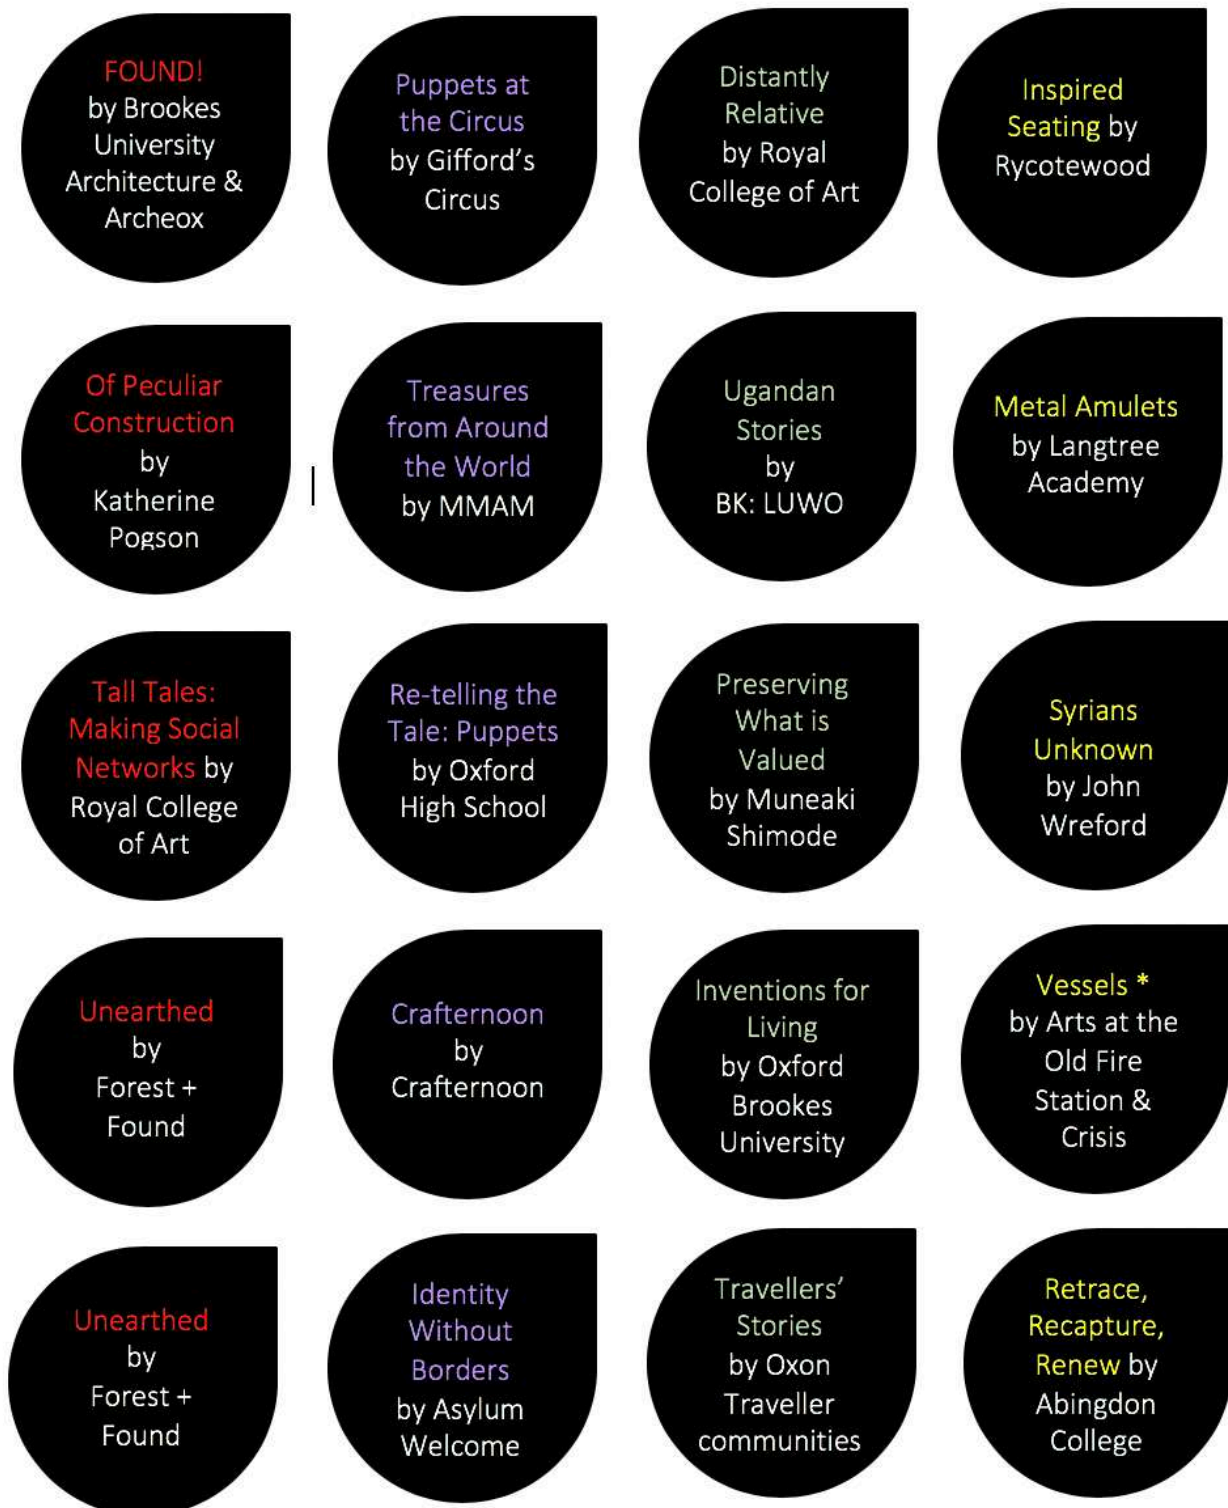 FOUND!
by Brookes
University
Architecture &
Archeox
Puppets at
the Circus
by Gifford's
Circus
Distantly
Relative
by Royal
College of Art
Inspired
Seating by
Rycotewood
Of Peculiar
Construction
by
Katherine
Pogson
Treasures
from Around
the World
by MMAM
Ugandan
Stories
by
BK: LUWO
Metal Amulets
by Langtree
Academy
Tall Tales:
Making Social
Networks by
Royal College
of Art
Re-telling the
Tale: Puppets
by Oxford
High School
Preserving
What is
Valued
by Muneaki
Shimode
Syrians
Unknown
by John
Wreford
Unearthed
by
Forest +
Found
Crafternoon
by
Crafternoon
Inventions for
Living
by Oxford
Brookes
University
Vessels *
by Arts at the
Old Fire
Station &
Crisis
Unearthed
by
Forest +
Found
Identity
Without
Borders
by Asylum
Welcome
Travellers'
Stories
by Oxon
Traveller
communities
Retrace,
Recapture,
Renew by
Abingdon
College